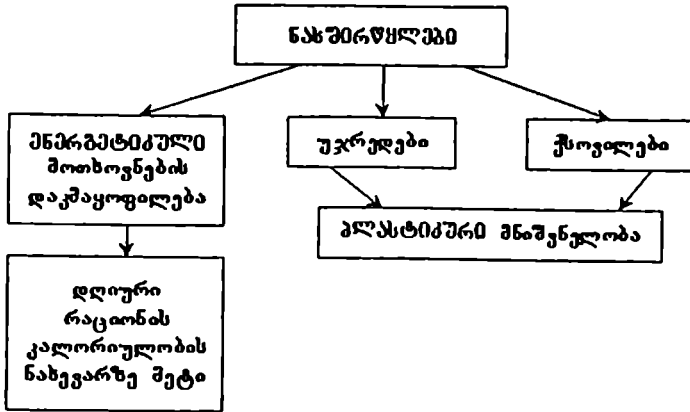 ნახშირწყლები
ენერგეტიკული
მოთხოვნების
დაკმაყოფილება
უჯრედები
ქსოვილები
პლასტიკური მნიშვნელობა
დღიური
რაციონის
კალორიულობის
ნახევარზე მეტი